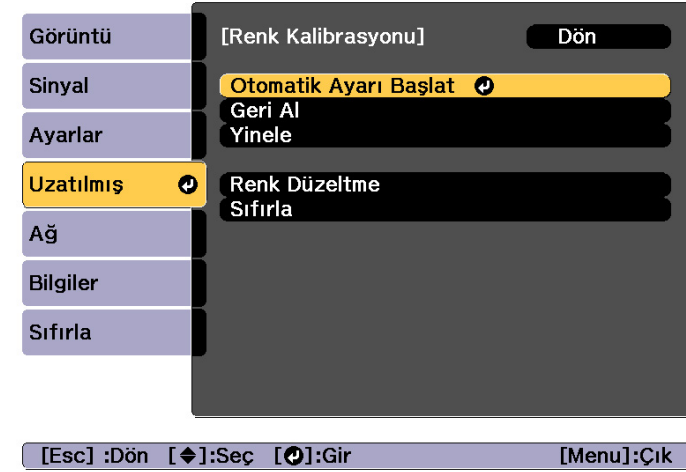 Görüntü
Sinyal
Ayarlar
Uzatılmış
Ağ
Bilgiler
Sıfırla
[Renk Kalibrasyonu] Dön
Otomatik Ayarı Başlat
Geri Al
Yinele
Renk Düzeltme
Sıfırla
[Esc] :Dön [◆]:Seç [↵]:Gir [Menu]:Çık